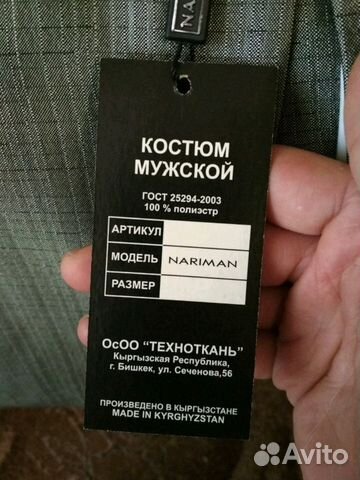 NA
КОСТЮМ
МУЖСКОЙ
ГОСТ 25294-2003
100 % полиэстр
АРТИКУЛ
МОДЕЛЬ NARIMAN
РАЗМЕР
ОсОО "ТЕХНОТКАНЬ"
Кыргызская Республика,
г. Бишкек, ул. Сеченова,56
ПРОИЗВЕДЕНО В КЫРГЫЗСТАНЕ
MADE IN KYRGHYZSTAN
Avito